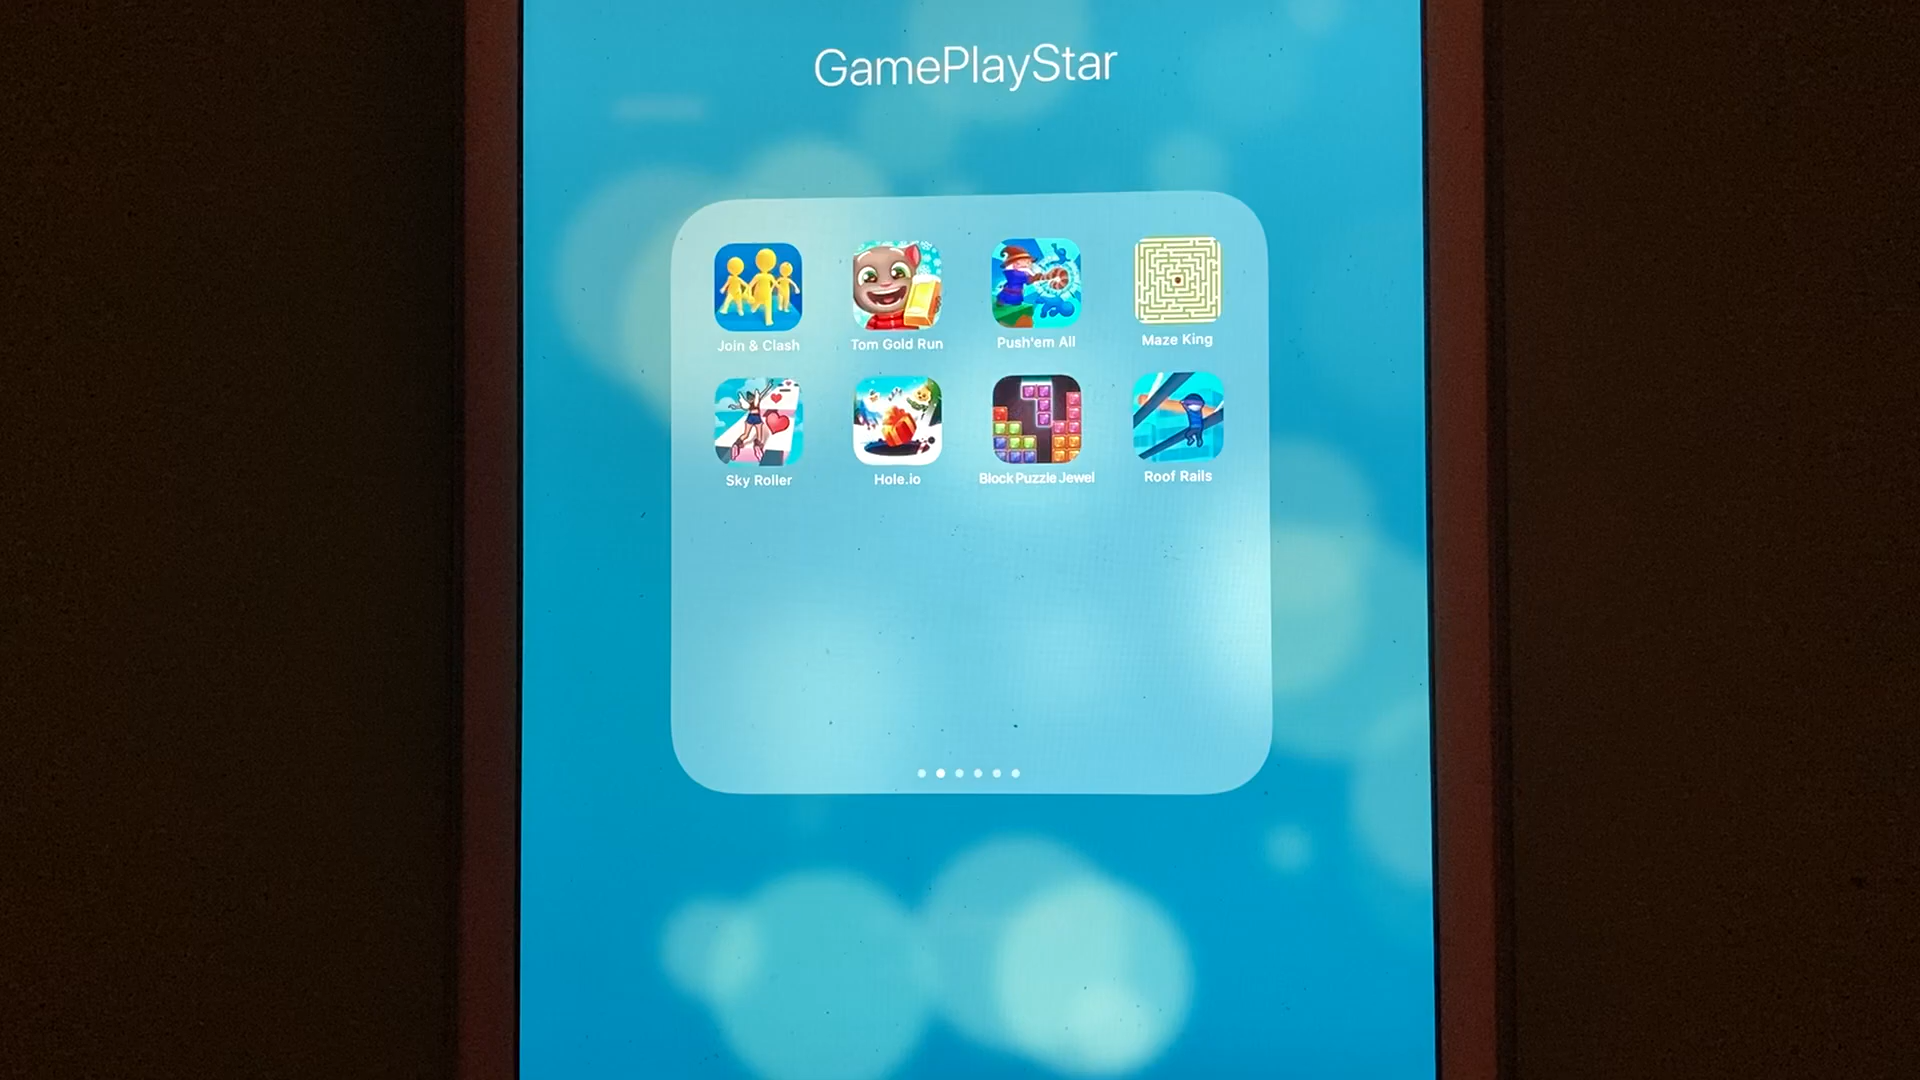 GamePlayStar
Join & Clash
Tom Gold Run
Push'em All
Maze King
Sky Roller
Hole.io
Block Puzzle Jewel
Roof Rails